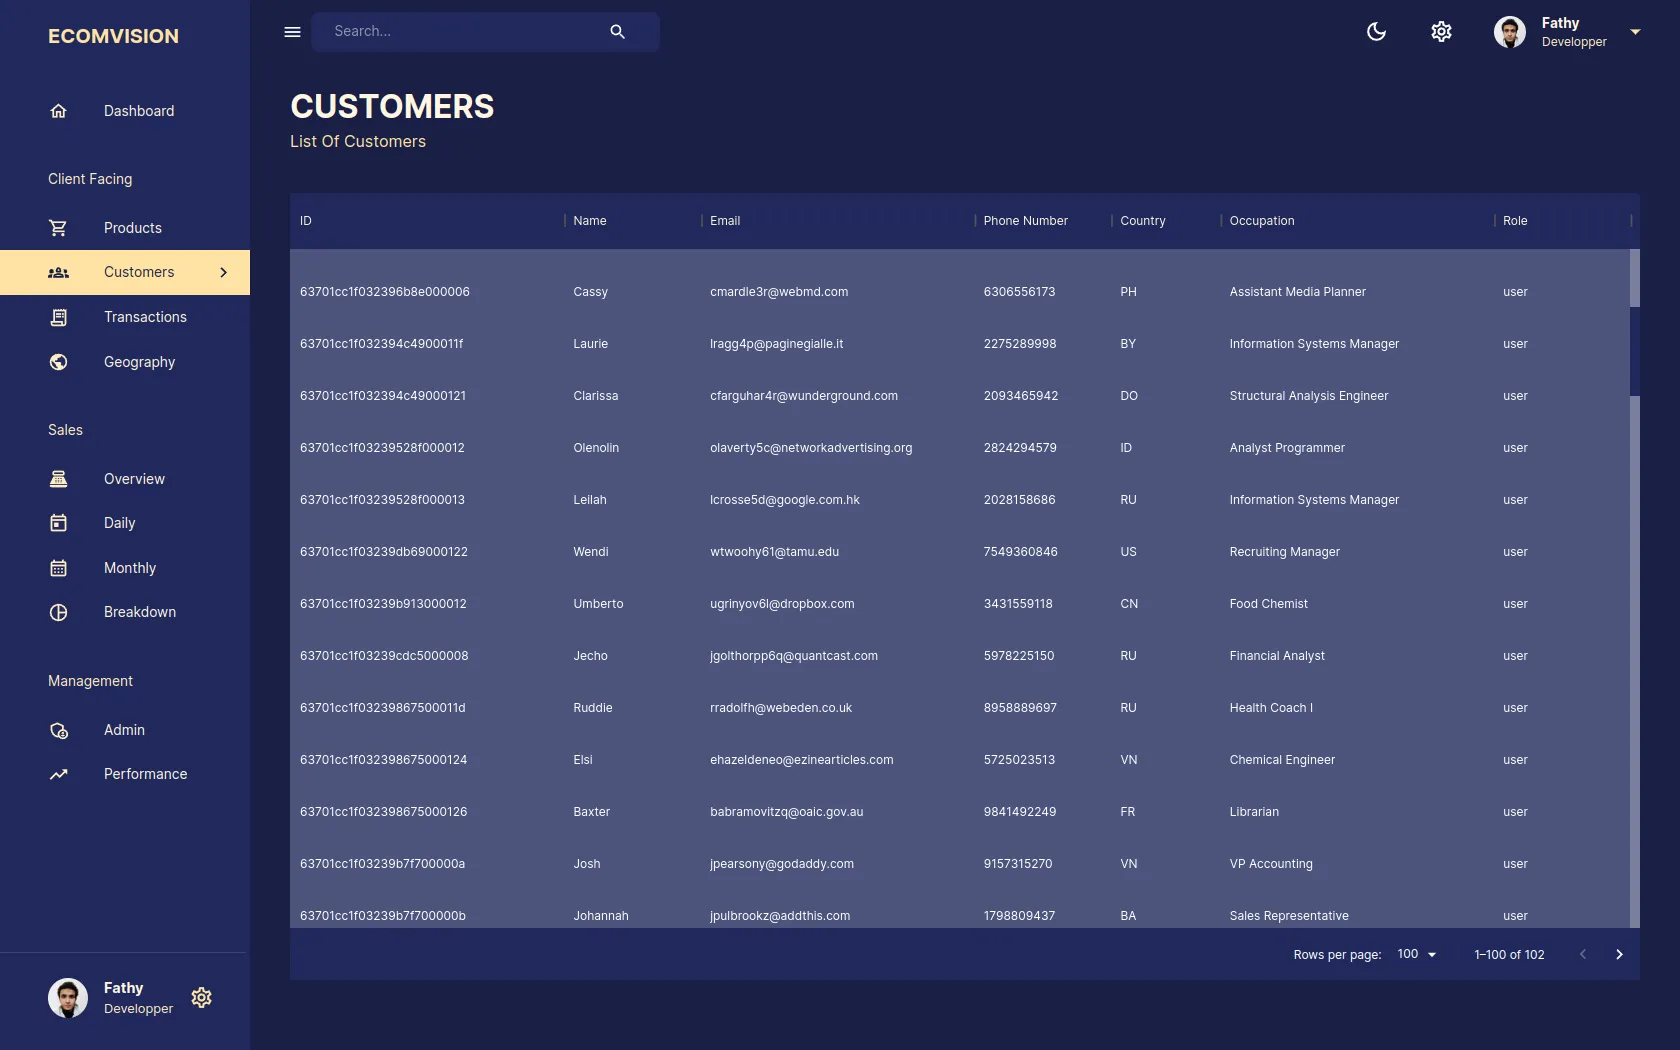 ECOMVISION
Search...
Fathy
Developper
Dashboard
Client Facing
Products
Customers
Transactions
Geography
Sales
Overview
Daily
Monthly
Breakdown
Management
Admin
Performance
Fathy
Developper
CUSTOMERS
List Of Customers
ID Name Email Phone Number Country Occupation Role
63701cc1f032396b8e000006 Cassy cmardle3r@webmd.com 6306556173 PH Assistant Media Planner user
63701cc1f032394c4900011f Laurie lragg4p@paginegialle.it 2275289998 BY Information Systems Manager user
63701cc1f032394c49000121 Clarissa cfarguhar4r@wunderground.com 2093465942 DO Structural Analysis Engineer user
63701cc1f03239528f000012 Olenolin olaverty5c@networkadvertising.org 2824294579 ID Analyst Programmer user
63701cc1f03239528f000013 Leilah lcrosse5d@google.com.hk 2028158686 RU Information Systems Manager user
63701cc1f03239db69000122 Wendi wtwoohy61@tamu.edu 7549360846 US Recruiting Manager user
63701cc1f03239b913000012 Umberto ugrinyov6l@dropbox.com 3431559118 CN Food Chemist user
63701cc1f03239cdc5000008 Jecho jgolthorpp6q@quantcast.com 5978225150 RU Financial Analyst user
63701cc1f03239867500011d Ruddie rradolfh@webeden.co.uk 8958889697 RU Health Coach I user
63701cc1f032398675000124 Elsi ehazeldeneo@ezinearticles.com 5725023513 VN Chemical Engineer user
63701cc1f032398675000126 Baxter babramovitzq@oaic.gov.au 9841492249 FR Librarian user
63701cc1f03239b7f700000a Josh jpearsony@godaddy.com 9157315270 VN VP Accounting user
63701cc1f03239b7f700000b Johannah jpulbrookz@addthis.com 1798809437 BA Sales Representative user
Rows per page: 100 1–100 of 102